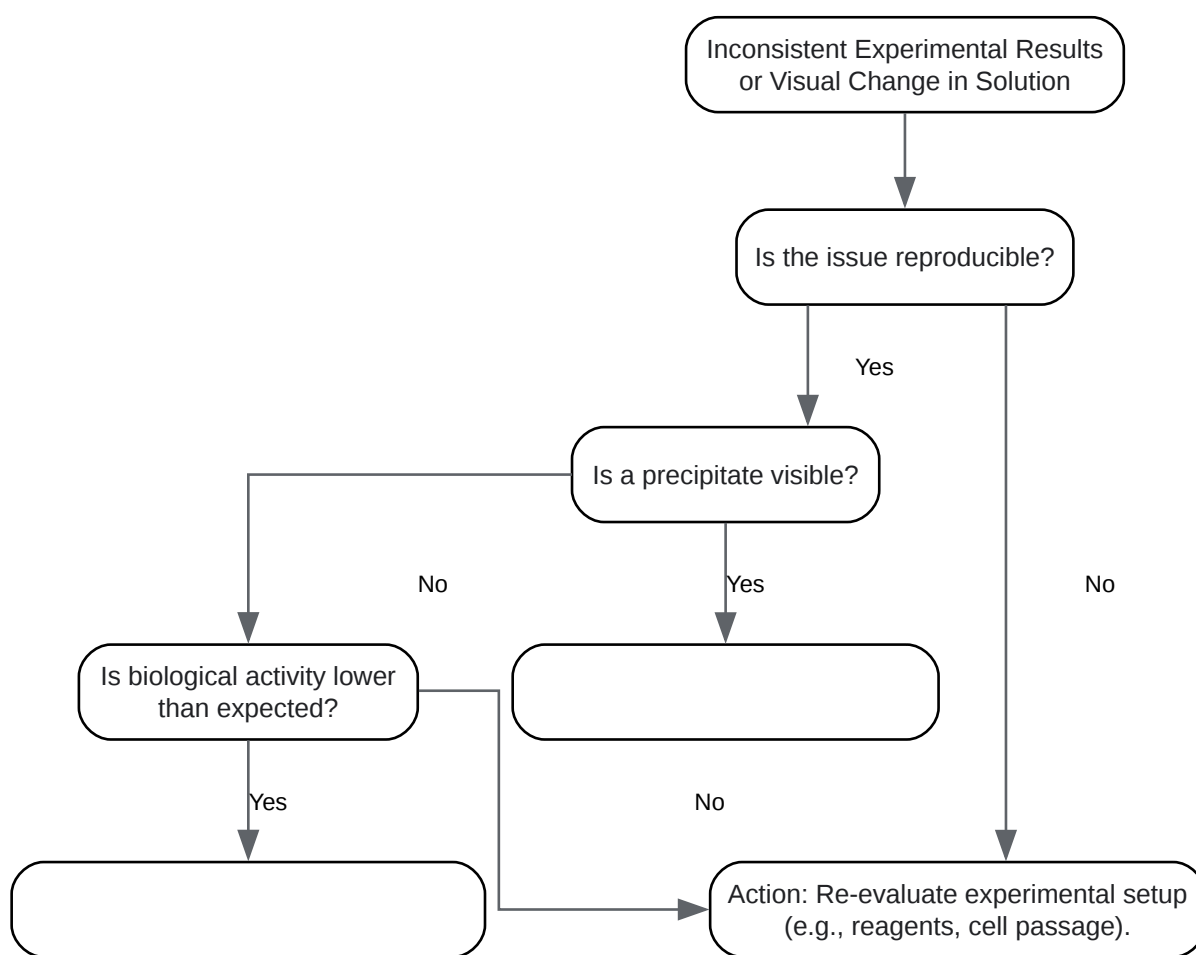 Inconsistent Experimental Results
or Visual Change in Solution
Is the issue reproducible?
Yes
Is a precipitate visible?
No
Yes
No
Is biological activity lower
than expected?
Yes
No
Action: Re-evaluate experimental setup
(e.g., reagents, cell passage).